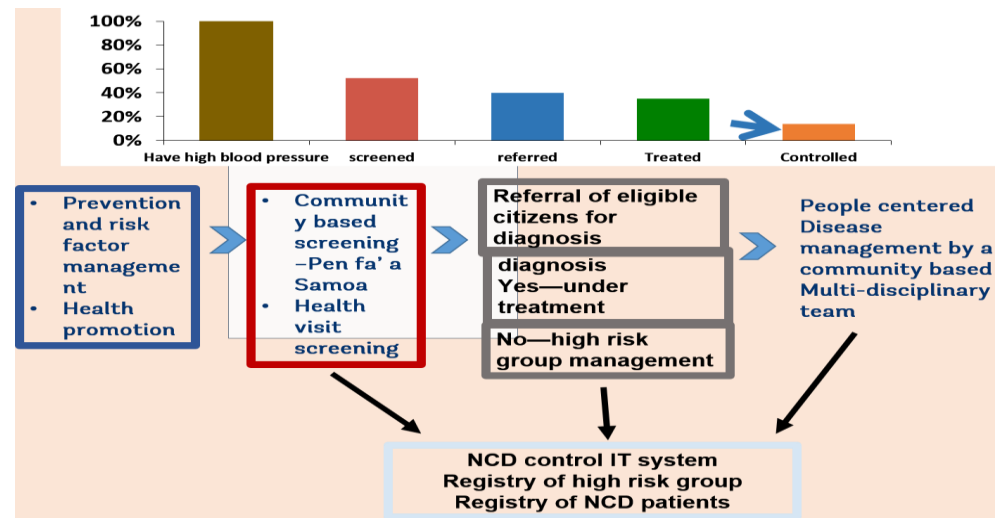 100%
80%
60%
40%
20%
0%
Have high blood pressure
screened
referred
Treated
Controlled
• Prevention
and risk
factor
manageme
nt
• Health
promotion
• Communit
y based
screening
–Pen fa’ a
Samoa
• Health
visit
screening
Referral of eligible
citizens for
diagnosis
diagnosis
Yes—under
treatment
No—high risk
group management
People centered
Disease
management by a
community based
Multi-disciplinary
team
NCD control IT system
Registry of high risk group
Registry of NCD patients